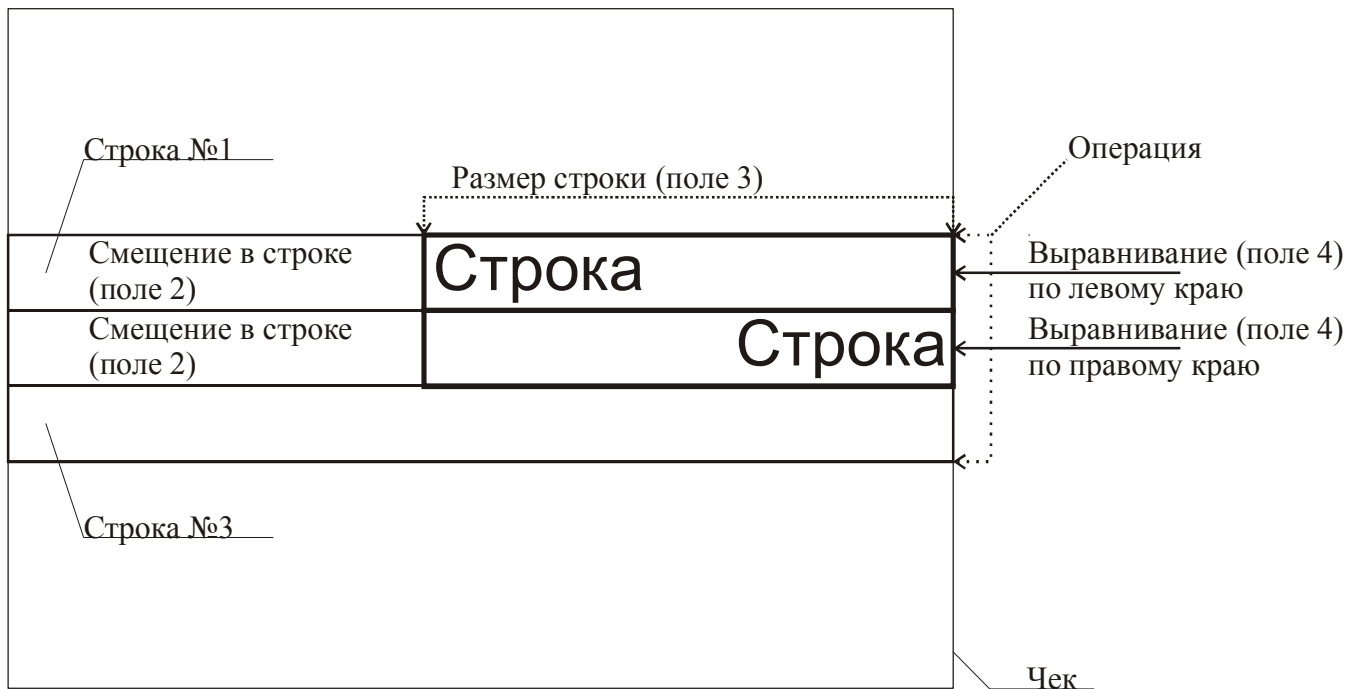 Строка №1
Операция
Размер строки (поле 3)
Смещение в строке
(поле 2)
Строка
Выравнивание (поле 4)
по левому краю
Смещение в строке
(поле 2)
Строка
Выравнивание (поле 4)
по правому краю
Строка №3
Чек